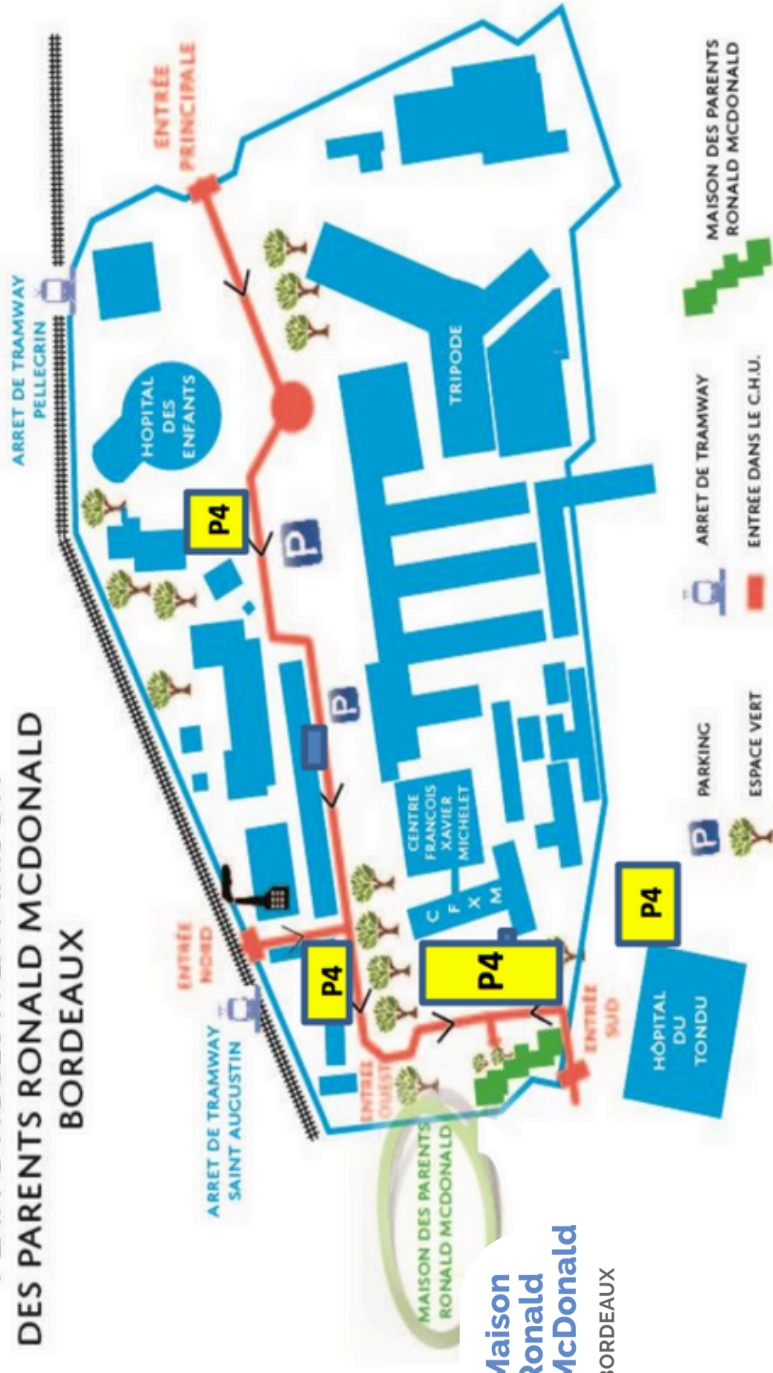 DES PARENTS RONALD MCDONALD
BORDEAUX
ARRET DE TRAMWAY
PELLEGRIN
ENTRÉE
PRINCIPALE
HOPITAL
DES
ENFANTS
P4
P
TRIPODE
P
CENTRE
FRANCOIS
XAVIER
MICHELET
C
F
X
M
ENTRÉE
NORD
ARRET DE TRAMWAY
SAINT AUGUSTIN
P4
P4
P4
ENTRÉE
OUEST
ENTRÉE
SUD
HÔPITAL
DU
TONDU
MAISON DES PARENTS
RONALD MCDONALD
P PARKING
ESPACE VERT
ARRET DE TRAMWAY
ENTRÉE DANS LE C.H.U.
MAISON DES PARENTS
RONALD MCDONALD
Maison
Ronald
McDonald
BORDEAUX